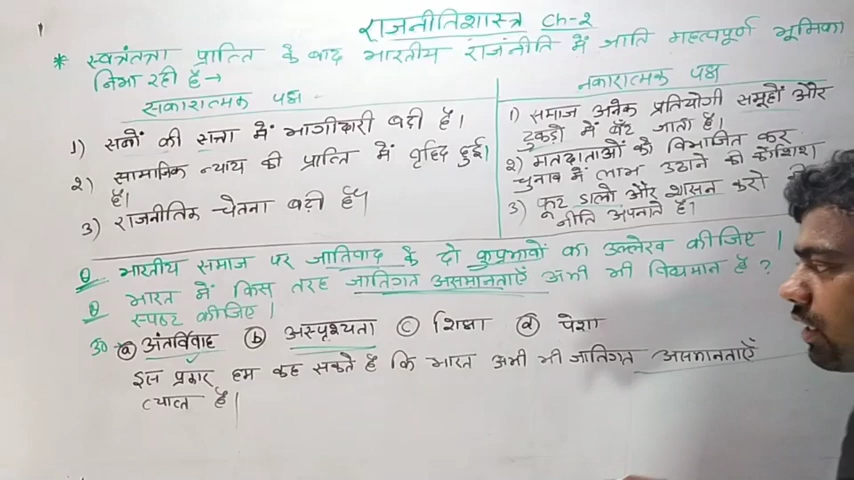 राजनीतिशास्त्र Ch-2
* स्वतंत्रता प्राप्ति के बाद भारतीय राजनीति में जाति महत्वपूर्ण भूमिका
निभा रही है →
सकारात्मक पक्ष
1) सभी की सत्ता में भागीदारी बढ़ी है।
2) सामाजिक न्याय की प्राप्ति में वृद्धि हुई
है।
3) राजनीतिक चेतना बढ़ी है।
नकारात्मक पक्ष
1) समाज अनेक प्रतियोगी समूहों और
टुकड़ो में बँट जाता है।
2) मतदाताओं को विभाजित कर
चुनाव में लाभ उठाने की कोशिश
3) फूट डालो और शासन करो की
नीति अपनाते है।
Q भारतीय समाज पर जातिवाद के दो कुप्रभावों का उल्लेख कीजिए।
Q भारत में किस तरह जातिगत असमानताएँ अभी भी विद्यमान है?
स्पष्ट कीजिए।
उ० → (a) अंतर्विवाह (b) अस्पृश्यता (c) शिक्षा (d) पेशा
इस प्रकार हम कह सकते है कि भारत अभी भी जातिगत असमानताएँ
व्याप्त है।